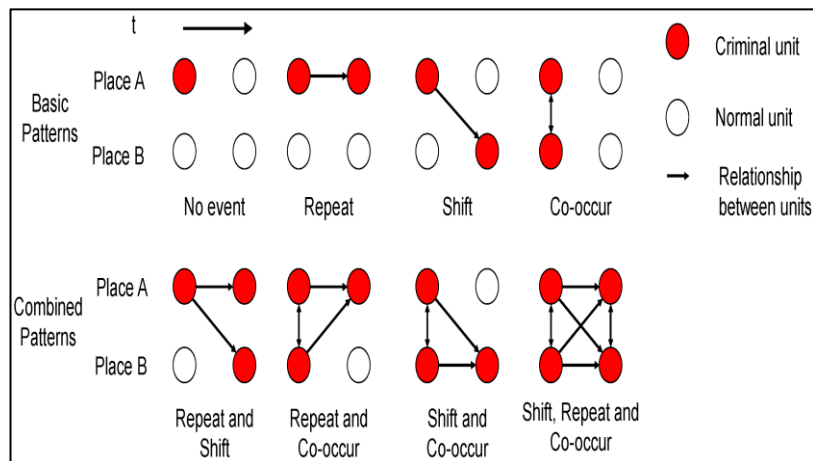 t
Place A
Basic
Patterns
Place B
No event
Repeat
Shift
Co-occur
Criminal unit
Normal unit
Relationship
between units
Place A
Combined
Patterns
Place B
Repeat and
Shift
Repeat and
Co-occur
Shift and
Co-occur
Shift, Repeat and
Co-occur